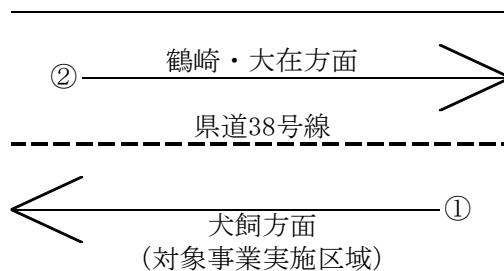 鶴崎・大在方面
②
県道38号線
①
犬飼方面
(対象事業実施区域)